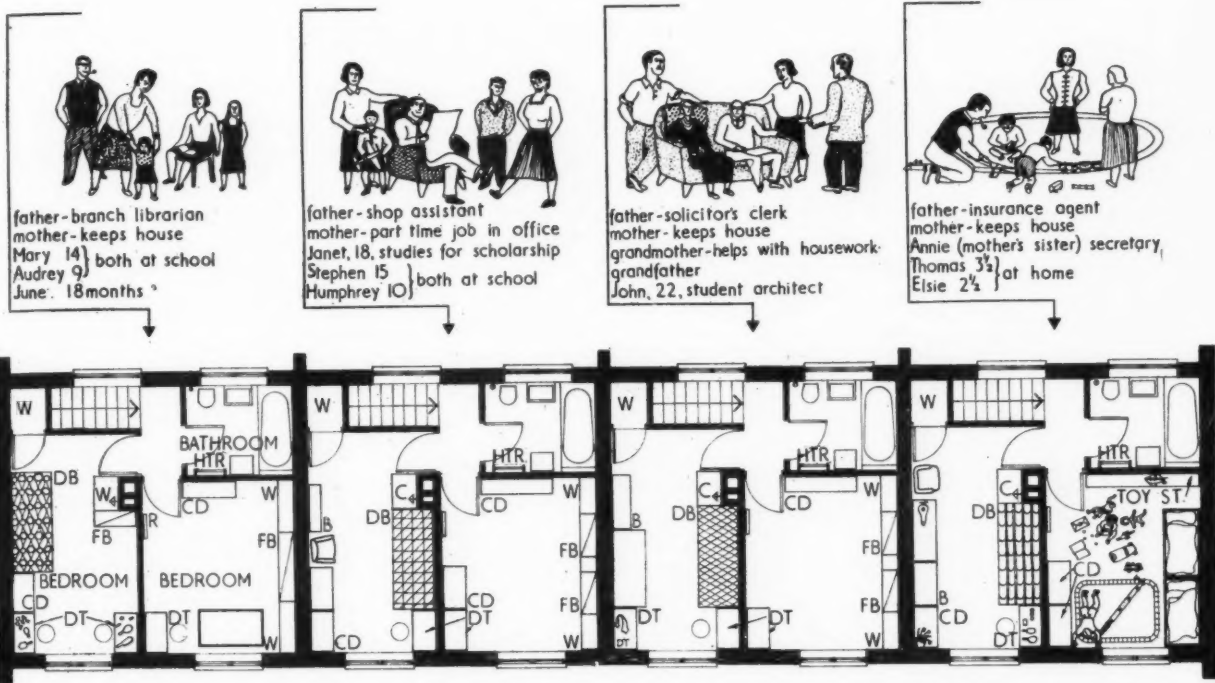 father-branch librarian
mother-keeps house
Mary 14 } both at school
Audrey 9
June. 18months
father-shop assistant
mother-part time job in office
Janet, 18, studies for scholarship
Stephen 15 } both at school
Humphrey 10
father-solicitor's clerk
mother-keeps house
grandmother-helps with housework
grandfather
John, 22, student architect
father-insurance agent
mother-keeps house
Annie (mother's sister) secretary
Thomas 3½ } at home
Elsie 2½
W
BATHROOM
HTR
DB
W
CD
W
R
FB
FB
BEDROOM
BEDROOM
CD
DT
DT
W
W
HTR
C
CD
W
B
DB
FB
CD
FB
DT
CD
W
W
HTR
C
CD
W
B
DB
FB
CD
FB
DT
DT
W
W
HTR
C
TOY ST.
DB
CD
B
CD
DT